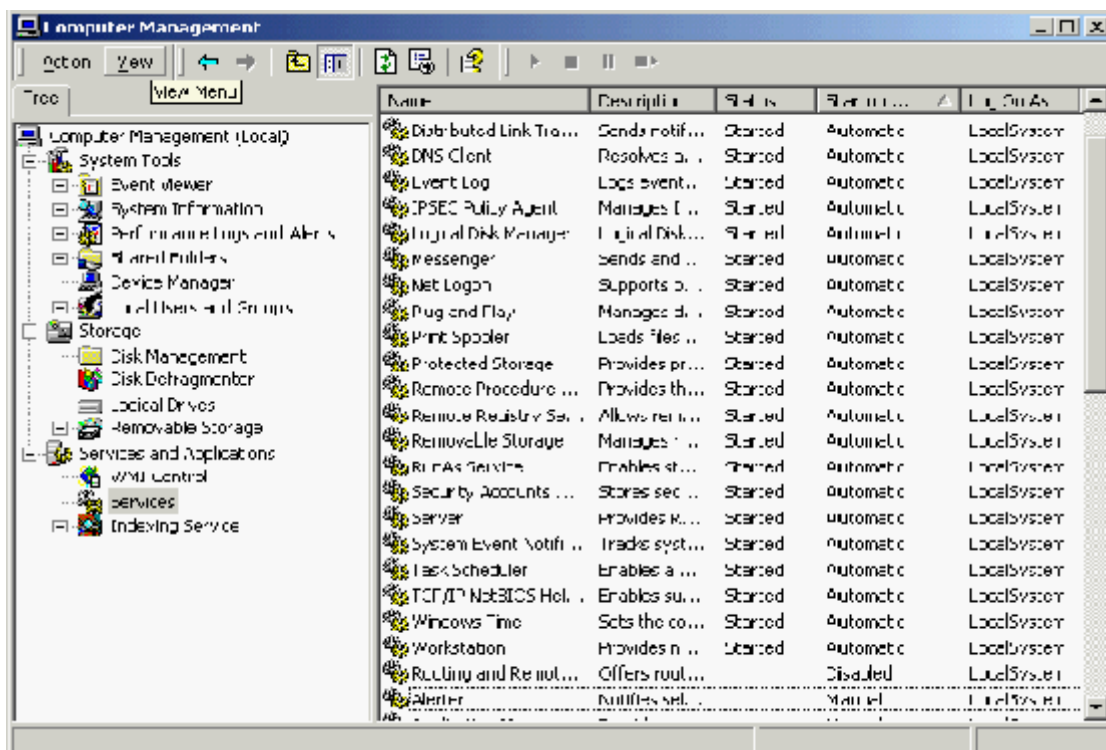 Computer Management
Action View
View Menu
Tree
Name Description Status Startup ... Log On As
Computer Management (Local)
System Tools
Event Viewer
System Information
Performance Logs and Alerts
Shared Folders
Device Manager
Local Users and Groups
Storage
Disk Management
Disk Defragmenter
Logical Drives
Removable Storage
Services and Applications
WMI Control
Services
Indexing Service
Distributed Link Tra... Sends notif... Started Automatic LocalSystem
DNS Client Resolves a... Started Automatic LocalSystem
Event Log Logs event... Started Automatic LocalSystem
IPSEC Policy Agent Manages I... Started Automatic LocalSystem
Logical Disk Manager Logical Disk... Started Automatic LocalSystem
Messenger Sends and ... Started Automatic LocalSystem
Net Logon Supports p... Started Automatic LocalSystem
Plug and Play Manages d... Started Automatic LocalSystem
Print Spooler Loads files ... Started Automatic LocalSystem
Protected Storage Provides pr... Started Automatic LocalSystem
Remote Procedure ... Provides th... Started Automatic LocalSystem
Remote Registry Se... Allows rem... Started Automatic LocalSystem
Removable Storage Manages r... Started Automatic LocalSystem
RunAs Service Enables st... Started Automatic LocalSystem
Security Accounts ... Stores sec... Started Automatic LocalSystem
Server Provides R... Started Automatic LocalSystem
System Event Notifi... Tracks syst... Started Automatic LocalSystem
Task Scheduler Enables a ... Started Automatic LocalSystem
TCP/IP NetBIOS Hel... Enables su... Started Automatic LocalSystem
Windows Time Sets the co... Started Automatic LocalSystem
Workstation Provides n... Started Automatic LocalSystem
Routing and Remot... Offers rout... Disabled LocalSystem
Alerter Notifies sel... Manual LocalSystem